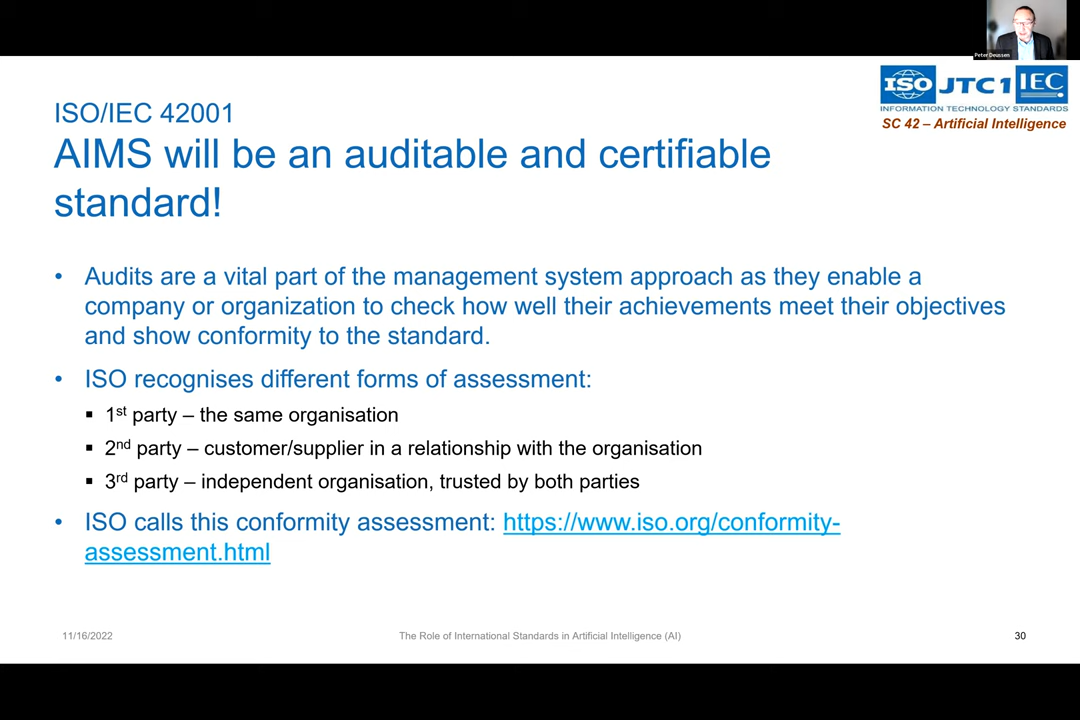 Peter Deussen
ISO JTC 1 IEC
INFORMATION TECHNOLOGY STANDARDS
SC 42 – Artificial Intelligence
ISO/IEC 42001
AIMS will be an auditable and certifiable
standard!
• Audits are a vital part of the management system approach as they enable a
company or organization to check how well their achievements meet their objectives
and show conformity to the standard.
• ISO recognises different forms of assessment:
▪ 1st party – the same organisation
▪ 2nd party – customer/supplier in a relationship with the organisation
▪ 3rd party – independent organisation, trusted by both parties
• ISO calls this conformity assessment: https://www.iso.org/conformity-
assessment.html
11/16/2022 The Role of International Standards in Artificial Intelligence (AI) 30